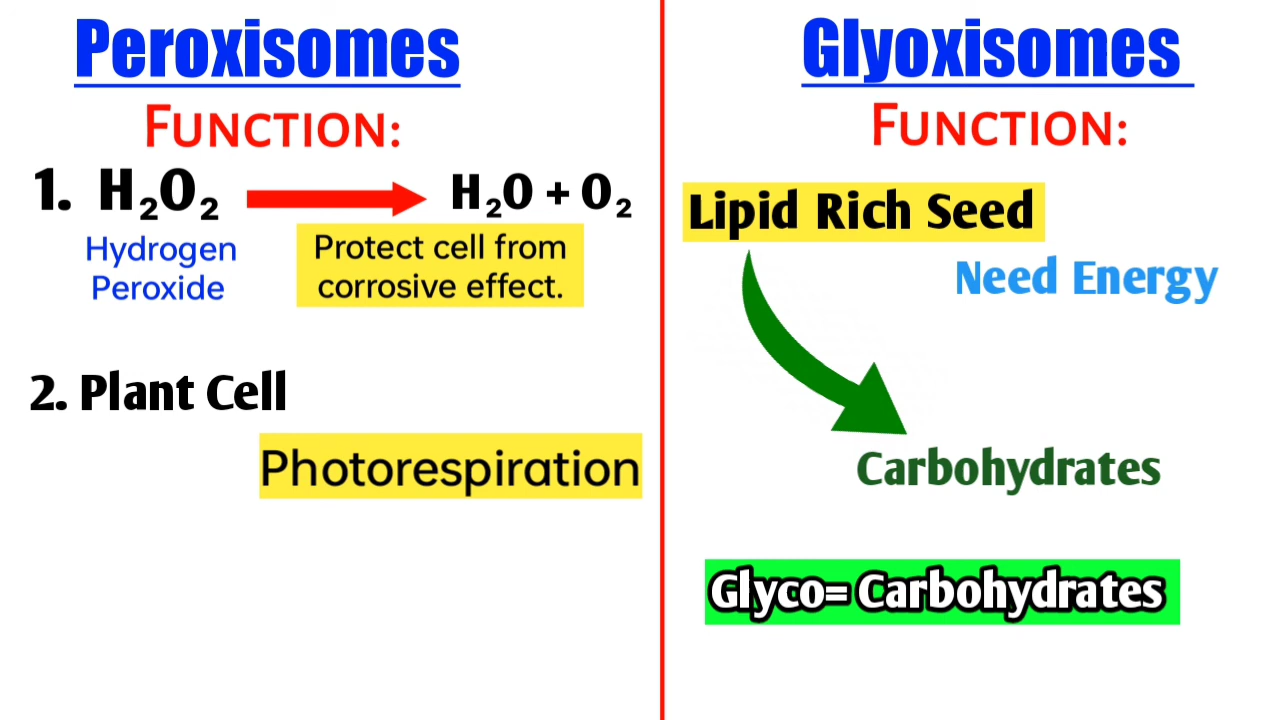 Peroxisomes
FUNCTION:
1. H₂O₂ H₂O + O₂
Hydrogen
Peroxide
Protect cell from
corrosive effect.
2. Plant Cell
Photorespiration
Glyoxisomes
FUNCTION:
Lipid Rich Seed
Need Energy
Carbohydrates
Glyco= Carbohydrates